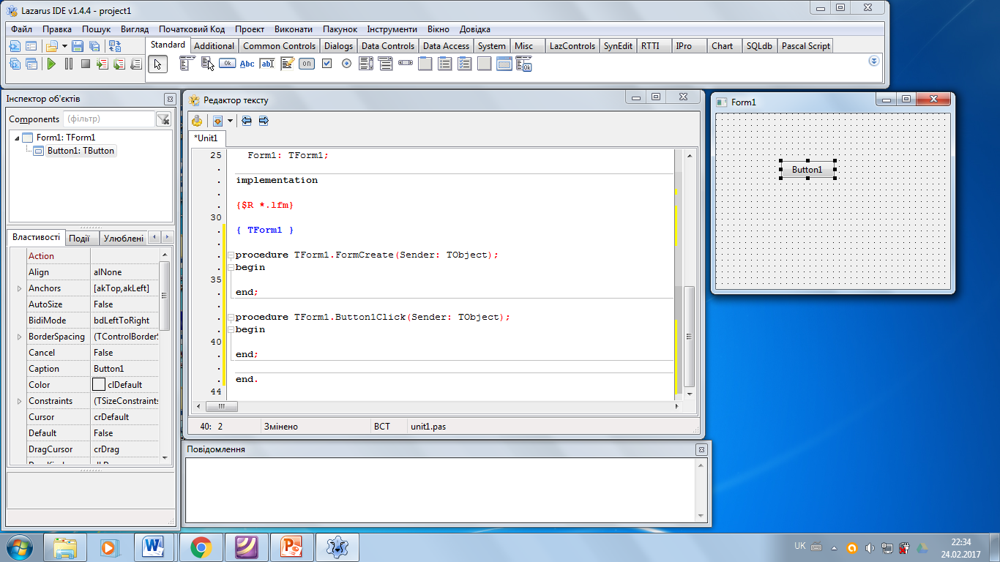 Lazarus IDE v1.4.4 - project1
Файл Правка Пошук Вигляд Початковий Код Проект Виконати Пакунок Інструменти Вікно Довідка
Standard Additional Common Controls Dialogs Data Controls Data Access System Misc LazControls SynEdit RTTI IPro Chart SQLdb Pascal Script
Ok Abc ab on Ok
Інспектор об'єктів
Components (фільтр)
Form1: TForm1
Button1: TButton
Властивості Події Улюблені
Action
Align alNone
Anchors [akTop,akLeft]
AutoSize False
BidiMode bdLeftToRight
BorderSpacing (TControlBorderS
Cancel False
Caption Button1
Color clDefault
Constraints (TSizeConstraints
Cursor crDefault
Default False
DragCursor crDrag
Редактор тексту
*Unit1
25 Form1: TForm1;
.
. implementation
.
. {$R *.lfm}
30
. { TForm1 }
.
. procedure TForm1.FormCreate(Sender: TObject);
. begin
35
. end;
.
. procedure TForm1.Button1Click(Sender: TObject);
. begin
40
. end;
.
. end.
44
40: 2 Змінено ВСТ unit1.pas
Повідомлення
Form1
Button1
UK
22:34
24.02.2017